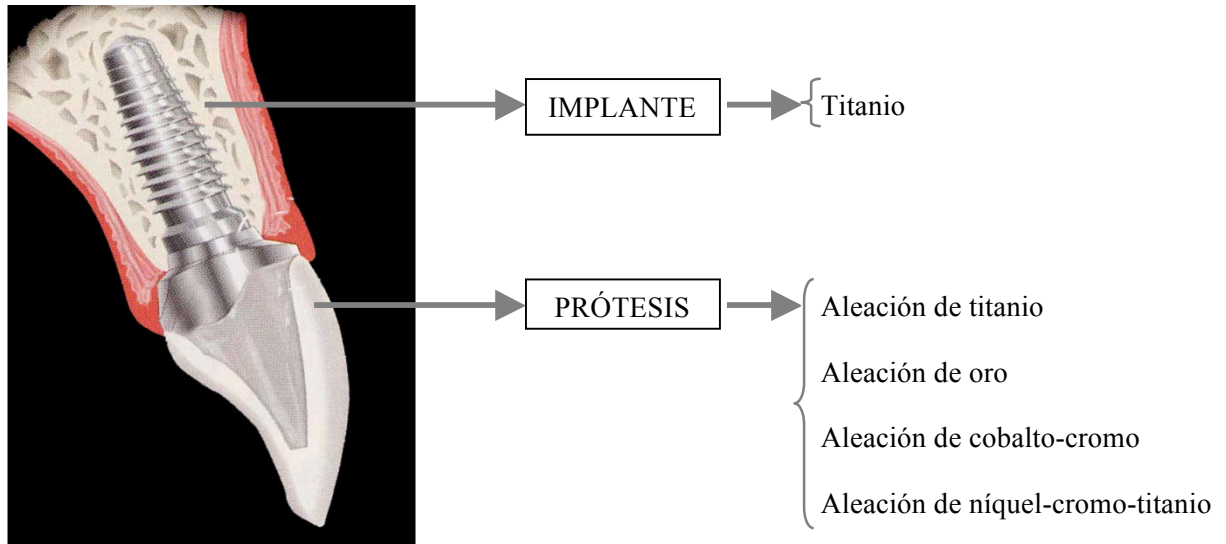 IMPLANTE
Titanio
PRÓTESIS
Aleación de titanio
Aleación de oro
Aleación de cobalto-cromo
Aleación de níquel-cromo-titanio